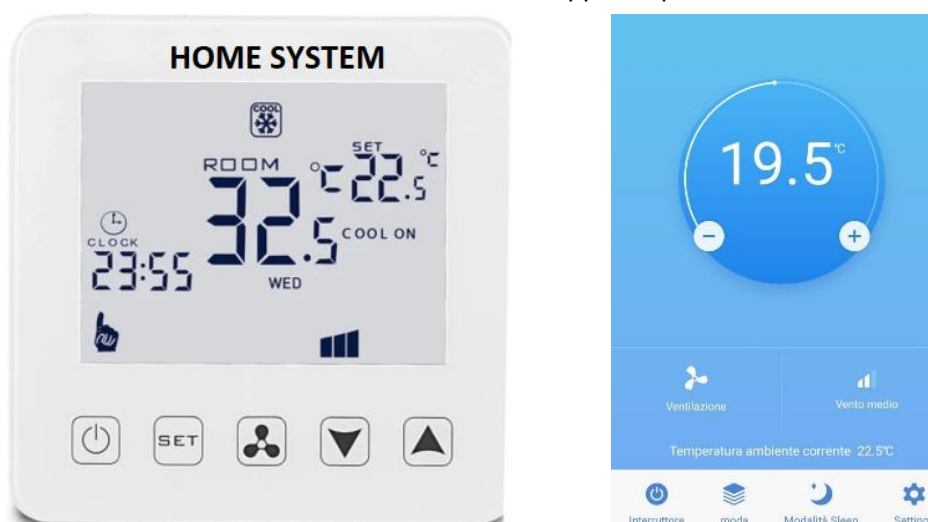 HOME SYSTEM
COOL
ROOM
32.5 °C
SET
22.5 °C
COOL ON
CLOCK
23:55
WED
SET
19.5 °C
Ventilazione
Vento medio
Temperatura ambiente corrente 22.5℃
Interruttore moda Modalità Sleep